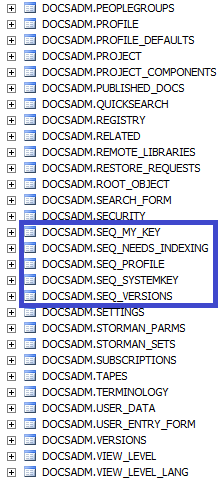 DOCSADM.PEOPLEGROUPS
DOCSADM.PROFILE
DOCSADM.PROFILE_DEFAULTS
DOCSADM.PROJECT
DOCSADM.PROJECT_COMPONENTS
DOCSADM.PUBLISHED_DOCS
DOCSADM.QUICKSEARCH
DOCSADM.REGISTRY
DOCSADM.RELATED
DOCSADM.REMOTE_LIBRARIES
DOCSADM.RESTORE_REQUESTS
DOCSADM.ROOT_OBJECT
DOCSADM.SEARCH_FORM
DOCSADM.SECURITY
DOCSADM.SEQ_MY_KEY
DOCSADM.SEQ_NEEDS_INDEXING
DOCSADM.SEQ_PROFILE
DOCSADM.SEQ_SYSTEMKEY
DOCSADM.SEQ_VERSIONS
DOCSADM.SETTINGS
DOCSADM.STORMAN_PARMS
DOCSADM.STORMAN_SETS
DOCSADM.SUBSCRIPTIONS
DOCSADM.TAPES
DOCSADM.TERMINOLOGY
DOCSADM.USER_DATA
DOCSADM.USER_ENTRY_FORM
DOCSADM.VERSIONS
DOCSADM.VIEW_LEVEL
DOCSADM.VIEW_LEVEL_LANG